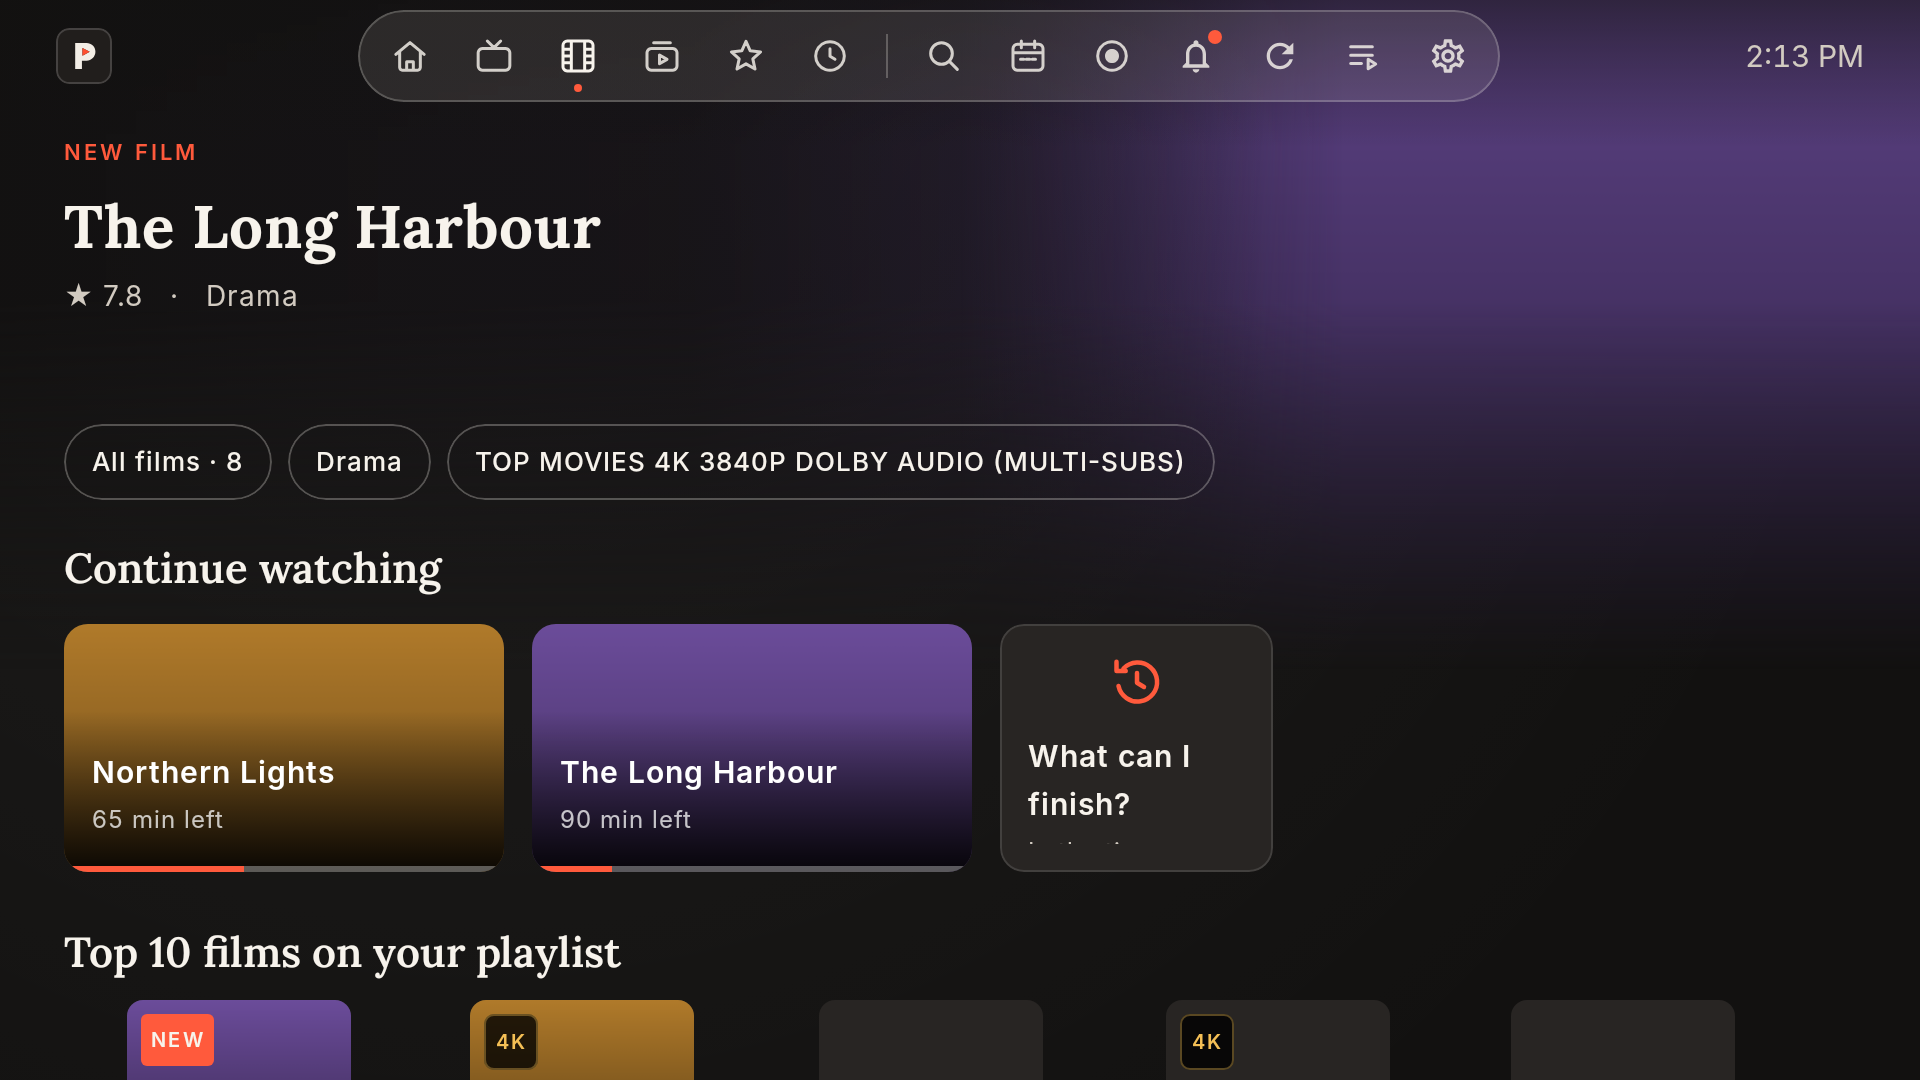 P
2:13 PM
NEW FILM
The Long Harbour
★ 7.8 · Drama
All films · 8
Drama
TOP MOVIES 4K 3840P DOLBY AUDIO (MULTI-SUBS)
Continue watching
Northern Lights
65 min left
The Long Harbour
90 min left
What can I
finish?
Top 10 films on your playlist
NEW
4K
4K